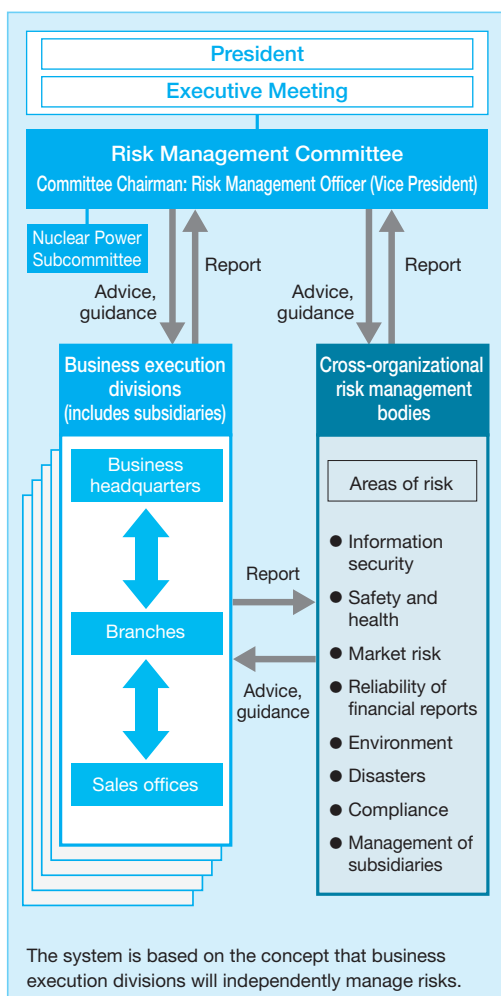 President
Executive Meeting
Risk Management Committee
Committee Chairman: Risk Management Officer (Vice President)
Nuclear Power
Subcommittee
Advice,
guidance
Report
Advice,
guidance
Report
Business execution
divisions
(includes subsidiaries)
Business
headquarters
Branches
Sales offices
Report
Advice,
guidance
Cross-organizational
risk management
bodies
Areas of risk
● Information
security
● Safety and
health
● Market risk
● Reliability of
financial reports
● Environment
● Disasters
● Compliance
● Management of
subsidiaries
The system is based on the concept that business
execution divisions will independently manage risks.